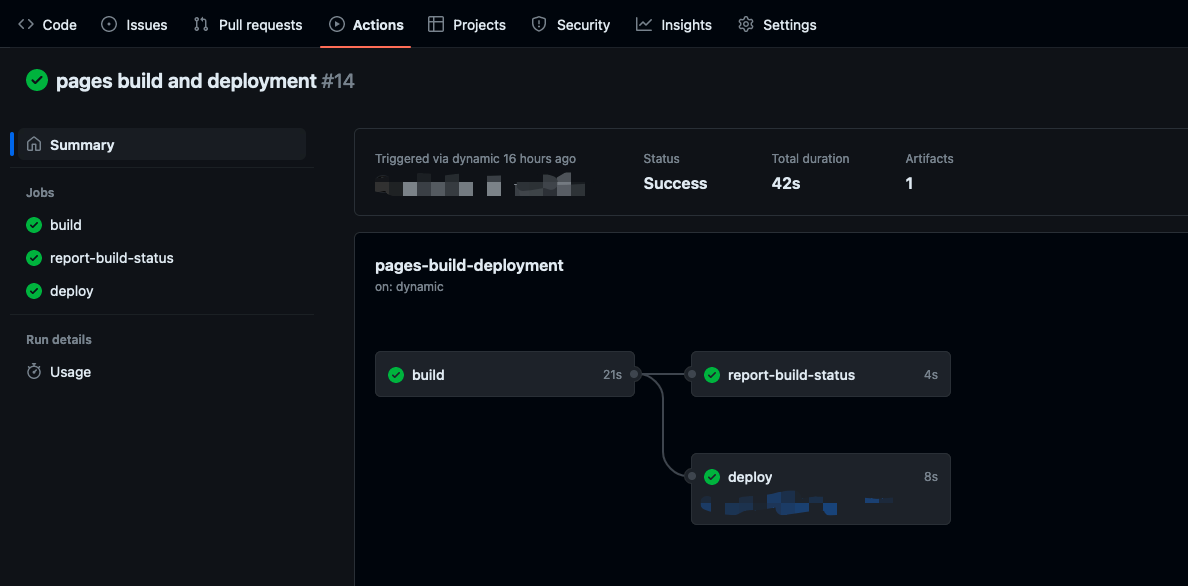 Code Issues Pull requests Actions Projects Security Insights Settings
pages build and deployment #14
Summary
Jobs
build
report-build-status
deploy
Run details
Usage
Triggered via dynamic 16 hours ago
Status
Success
Total duration
42s
Artifacts
1
pages-build-deployment
on: dynamic
build 21s
report-build-status 4s
deploy 8s